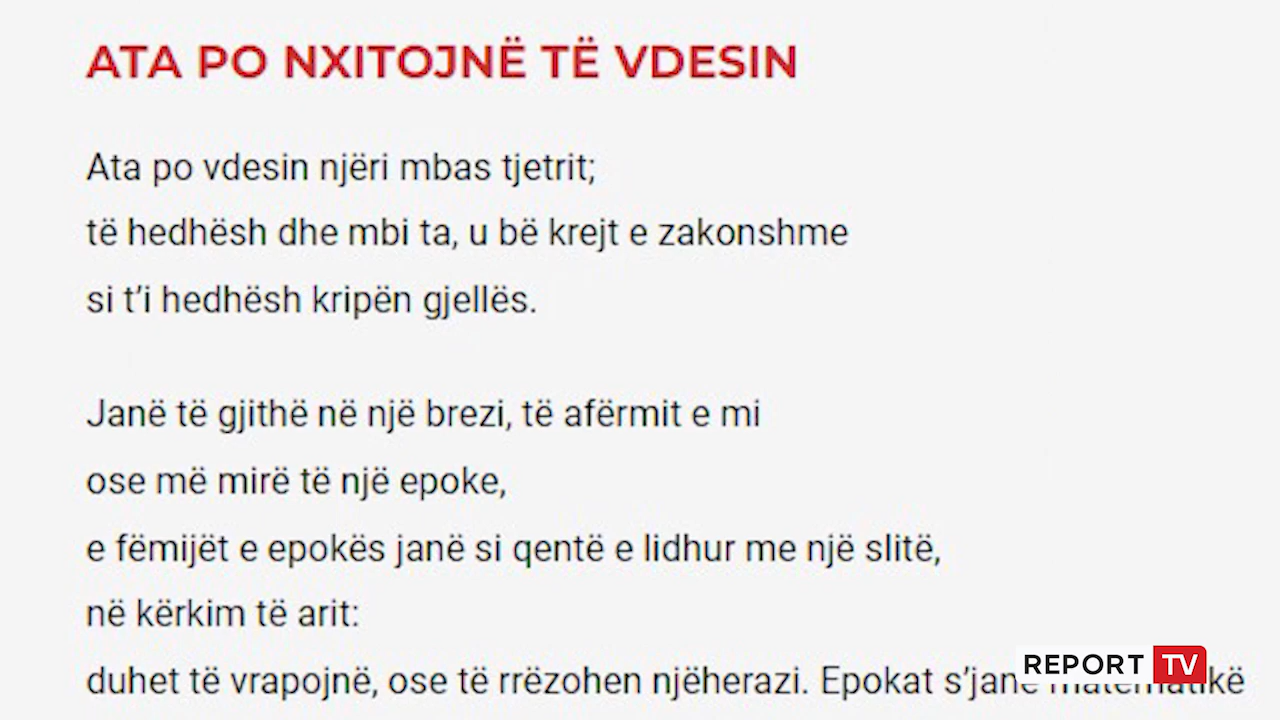 ATA PO NXITOJNË TË VDESIN
Ata po vdesin njëri mbas tjetrit;
të hedhësh dhe mbi ta, u bë krejt e zakonshme
si t’i hedhësh kripën gjellës.
Janë të gjithë në një brezi, të afërmit e mi
ose më mirë të një epoke,
e fëmijët e epokës janë si qentë e lidhur me një slitë,
në kërkim të arit:
duhet të vrapojnë, ose të rrëzohen njëherazi. Epokat s’janë matematikë
REPORT TV